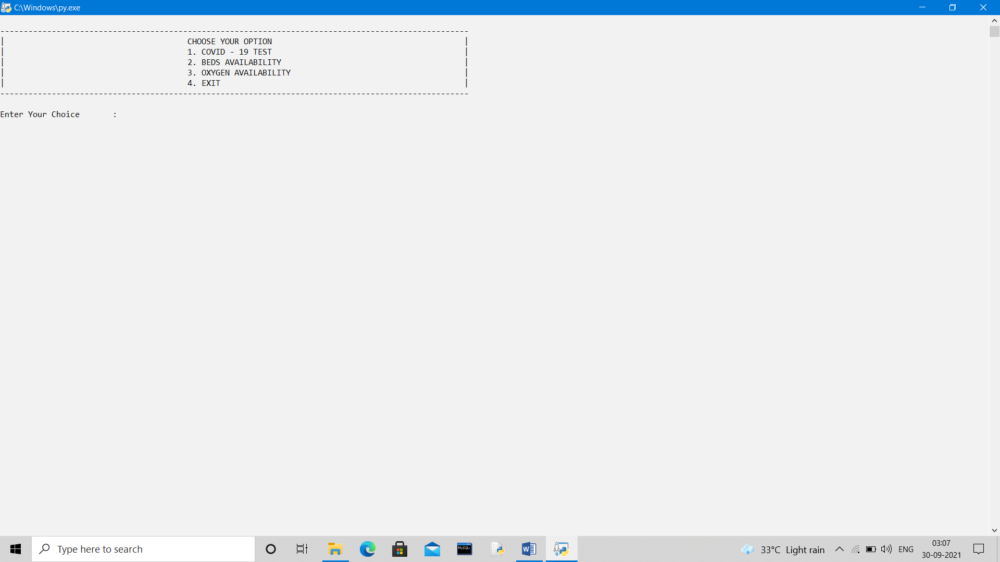 C:\Windows\py.exe
----------------------------------------------------------------------------------------------------
| CHOOSE YOUR OPTION |
| 1. COVID - 19 TEST |
| 2. BEDS AVAILABILITY |
| 3. OXYGEN AVAILABILITY |
| 4. EXIT |
----------------------------------------------------------------------------------------------------
Enter Your Choice :
Type here to search
MySQL
W
33°C Light rain
ENG
03:07
30-09-2021